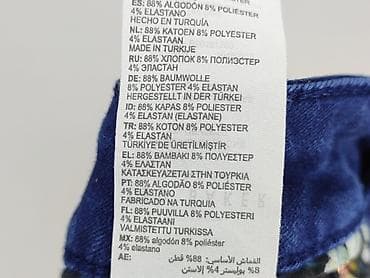 ES: 88% ALGODÓN 8% POLIÉSTER
4% ELASTANO
HECHO EN TURQUÍA
NL: 88% KATOEN 8% POLYESTER
4% ELASTAAN
MADE IN TURKIJE
RU: 88% ХЛОПОК 8% ПОЛИЭСТЕР
4% ЭЛАСТАН
DE: 88% BAUMWOLLE
8% POLYESTER 4% ELASTAN
HERGESTELLT IN DER TÜRKEI
ID: 88% KAPAS 8% POLIESTER
4% ELASTAN (ELASTANE)
TR: 88% KOTON 8% POLYESTER
4% ELASTAN
TÜRKİYE'DE ÜRETİLMİŞTİR
EL: 88% ΒΑΜΒΑΚΙ 8% ΠΟΛΥΕΣΤΕΡ
4% ΕΛΑΣΤΑΝ
ΚΑΤΑΣΚΕΥΑΖΕΤΑΙ ΣΤΗΝ ΤΟΥΡΚΙΑ
PT: 88% ALGODÃO 8% POLIÉSTER
4% ELASTANO
FABRICADO NA TURQUIA
FL: 88% PUUVILLA 8% POLYESTERI
4% ELASTAANI
VALMISTETTU TURKISSA
MX: 88% algodón 8% poliéster
4% elastano
AE: القماش الأساسي: 88% قطن
8% بوليستر 4% إلاستن